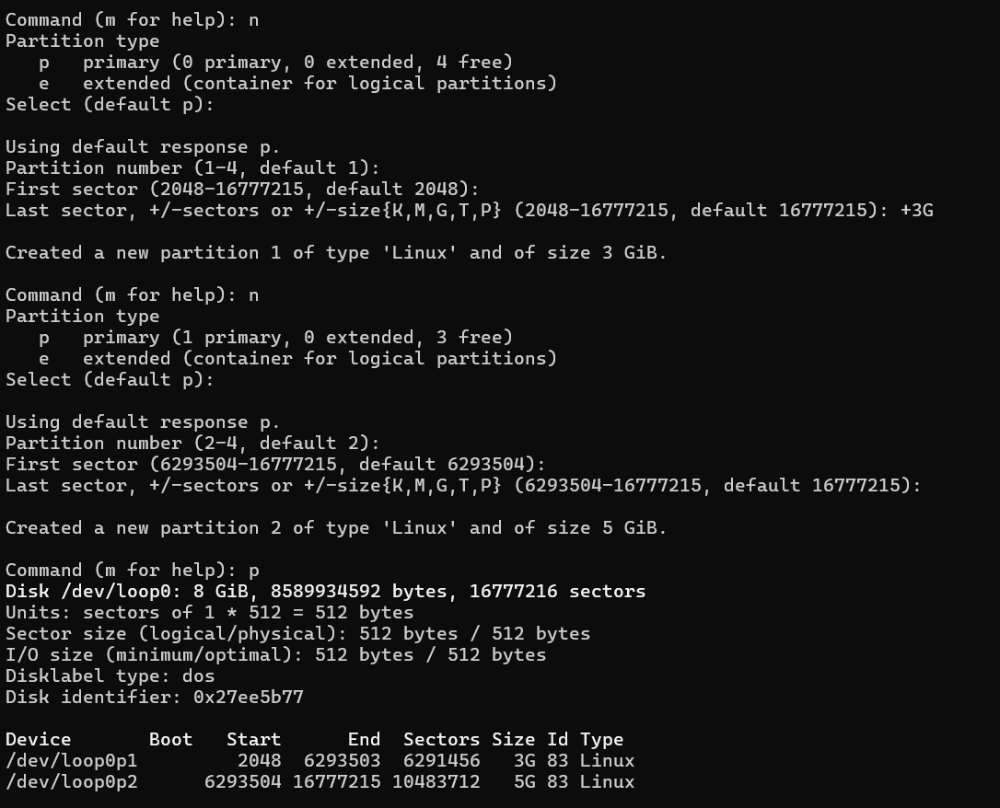 Command (m for help): n
Partition type
   p   primary (0 primary, 0 extended, 4 free)
   e   extended (container for logical partitions)
Select (default p):

Using default response p.
Partition number (1-4, default 1):
First sector (2048-16777215, default 2048):
Last sector, +/-sectors or +/-size{K,M,G,T,P} (2048-16777215, default 16777215): +3G

Created a new partition 1 of type 'Linux' and of size 3 GiB.

Command (m for help): n
Partition type
   p   primary (1 primary, 0 extended, 3 free)
   e   extended (container for logical partitions)
Select (default p):

Using default response p.
Partition number (2-4, default 2):
First sector (6293504-16777215, default 6293504):
Last sector, +/-sectors or +/-size{K,M,G,T,P} (6293504-16777215, default 16777215):

Created a new partition 2 of type 'Linux' and of size 5 GiB.

Command (m for help): p
Disk /dev/loop0: 8 GiB, 8589934592 bytes, 16777216 sectors
Units: sectors of 1 * 512 = 512 bytes
Sector size (logical/physical): 512 bytes / 512 bytes
I/O size (minimum/optimal): 512 bytes / 512 bytes
Disklabel type: dos
Disk identifier: 0x27ee5b77

Device       Boot   Start      End  Sectors Size Id Type
/dev/loop0p1         2048  6293503  6291456   3G 83 Linux
/dev/loop0p2      6293504 16777215 10483712   5G 83 Linux